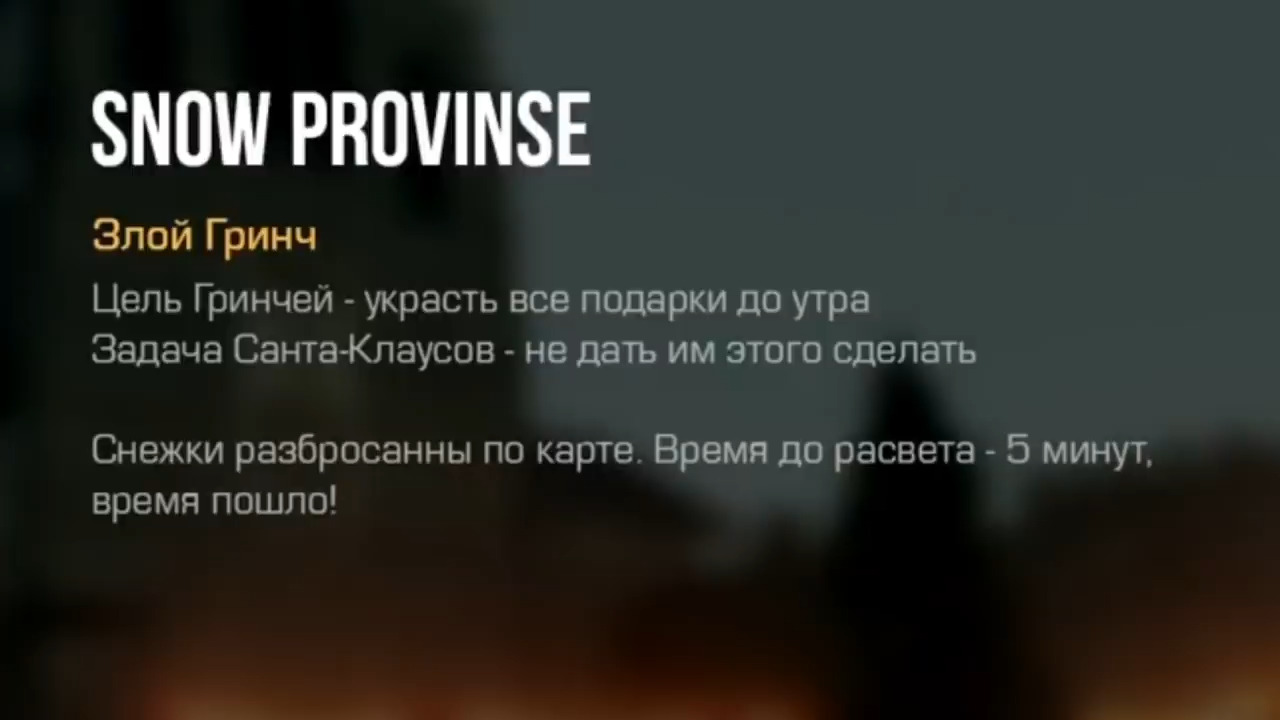 SNOW PROVINSE
Злой Гринч
Цель Гринчей - украсть все подарки до утра
Задача Санта-Клаусов - не дать им этого сделать
Снежки разбросанны по карте. Время до расвета - 5 минут,
время пошло!